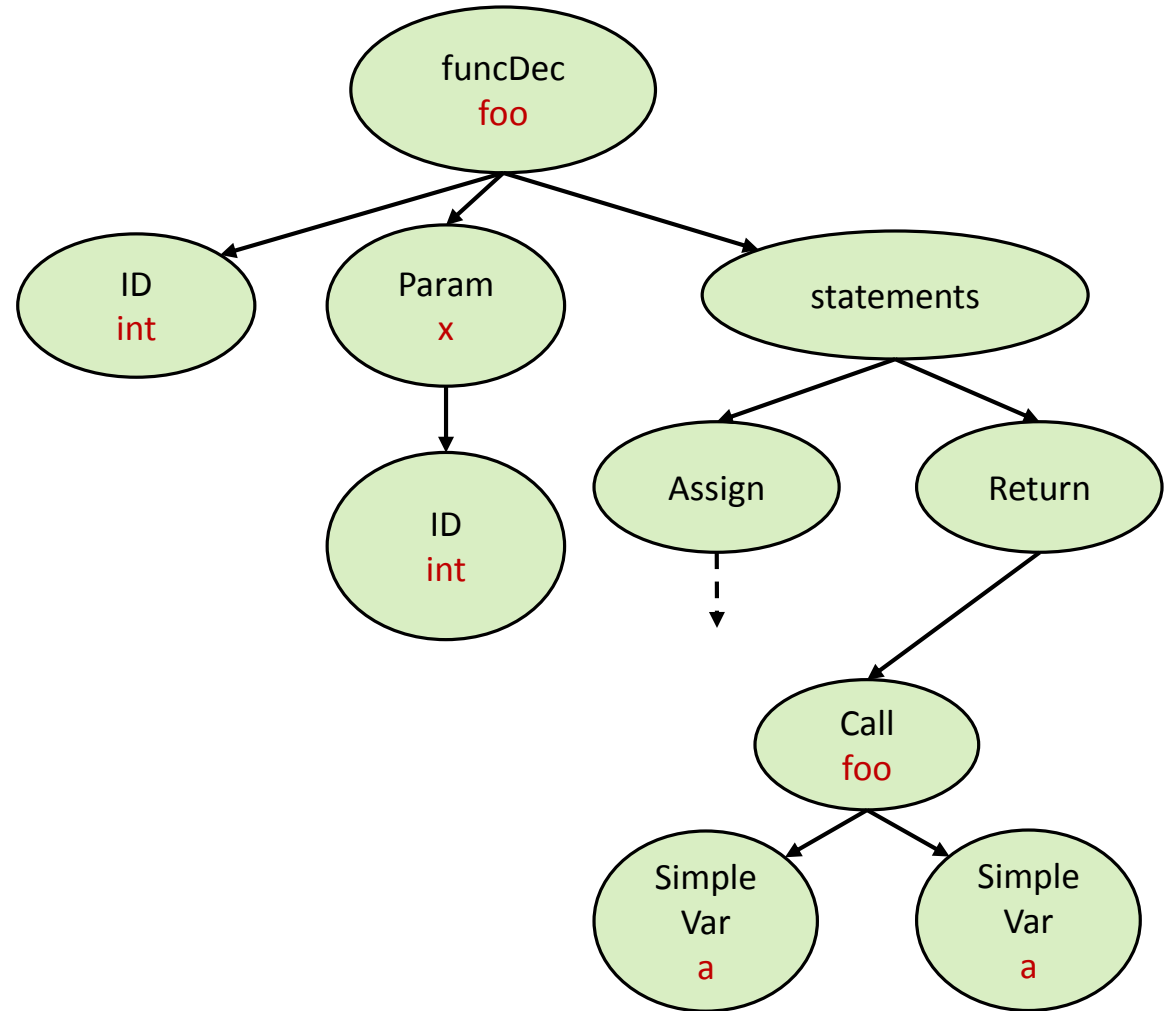 funcDec
foo
ID
int
Param
x
statements
ID
int
Assign
Return
Call
foo
Simple
Var
a
Simple
Var
a